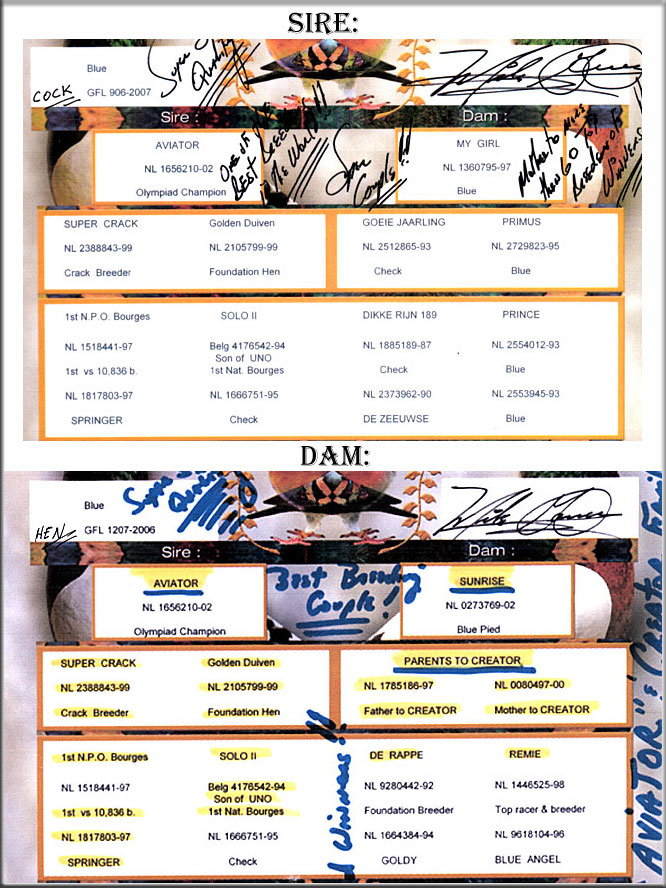 SIRE:
Blue
COCK
GFL 906-2007
Super
Quality
Sire :
Dam :
AVIATOR
NL 1656210-02
Olympiad Champion
One of
BEST
in The World!!
Super
Couple!!
MY GIRL
NL 1360795-97
Blue
Mother to
Then 60
Breeder of
Winners
SUPER CRACK
Golden Duiven
GOEIE JAARLING
PRIMUS
NL 2388843-99
NL 2105799-99
NL 2512865-93
NL 2729823-95
Crack Breeder
Foundation Hen
Check
Blue
1st N.P.O. Bourges
SOLO II
DIKKE RIJN 189
PRINCE
NL 1518441-97
Belg 4176542-94
NL 1885189-87
NL 2554012-93
Son of UNO
1st vs 10,836 b.
1st Nat. Bourges
Check
Blue
NL 1817803-97
NL 1666751-95
NL 2373962-90
NL 2553945-93
SPRINGER
Check
DE ZEEUWSE
Blue
DAM:
Blue
HEN
GFL 1207-2006
Super
Quality
Sire :
Dam :
AVIATOR
NL 1656210-02
Olympiad Champion
Best Breeding
Couple!
SUNRISE
NL 0273769-02
Blue Pied
SUPER CRACK
Golden Duiven
PARENTS TO CREATOR
NL 2388843-99
NL 2105799-99
NL 1785186-97
NL 0080497-00
Crack Breeder
Foundation Hen
Father to CREATOR
Mother to CREATOR
1st N.P.O. Bourges
SOLO II
DE RAPPE
REMIE
NL 1518441-97
Belg 4176542-94
NL 9280442-92
NL 1446525-98
Son of UNO
1st vs 10,836 b.
1st Nat. Bourges
Foundation Breeder
Top racer & breeder
NL 1817803-97
NL 1666751-95
NL 1664384-94
NL 9618104-96
SPRINGER
Check
GOLDY
BLUE ANGEL
Winners!!
AVIATOR"s